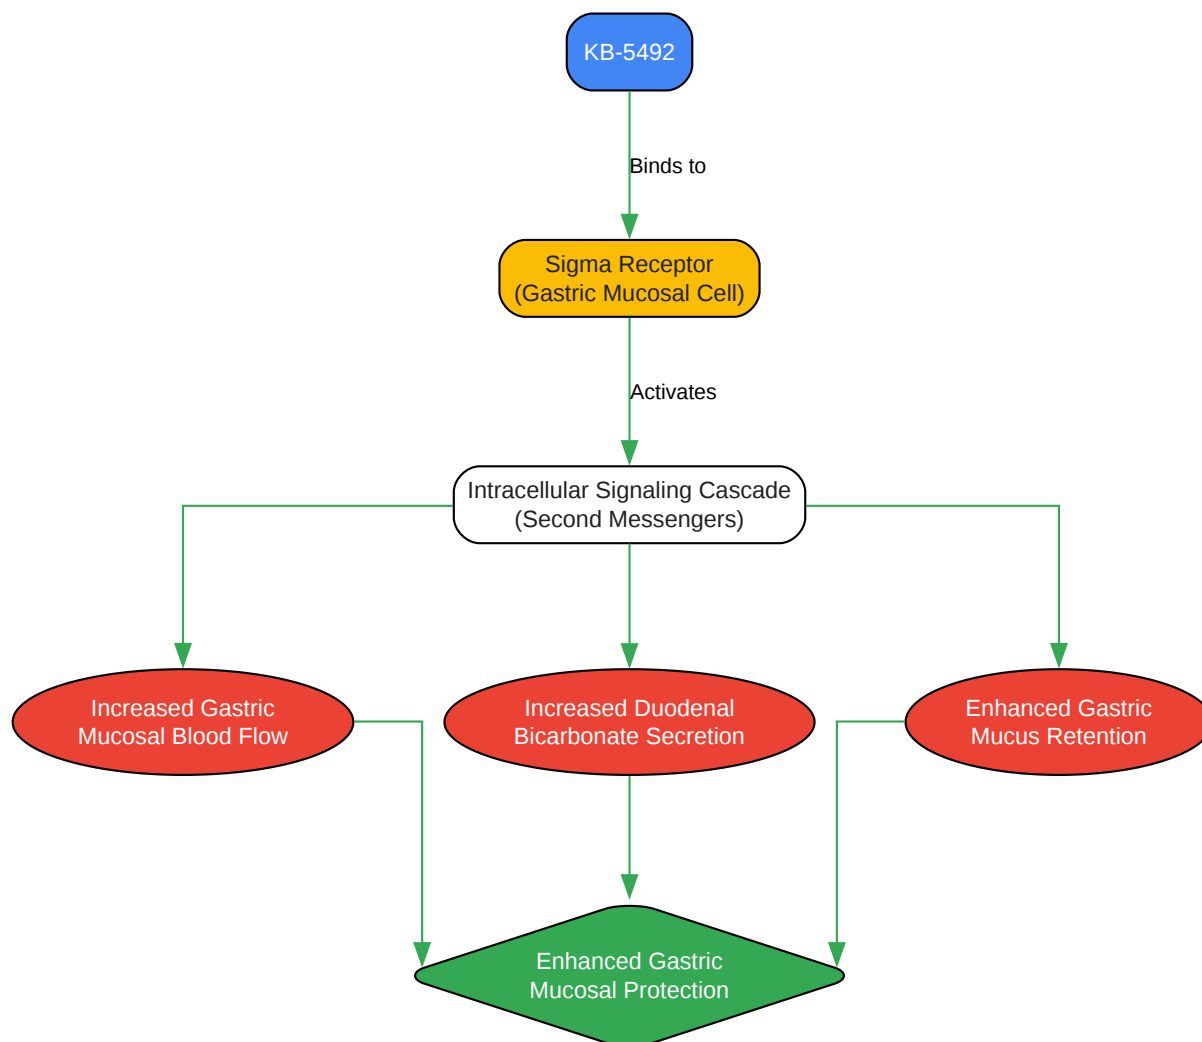 KB-5492
Binds to
Sigma Receptor
(Gastric Mucosal Cell)
Activates
Intracellular Signaling Cascade
(Second Messengers)
Increased Gastric
Mucosal Blood Flow
Increased Duodenal
Bicarbonate Secretion
Enhanced Gastric
Mucus Retention
Enhanced Gastric
Mucosal Protection